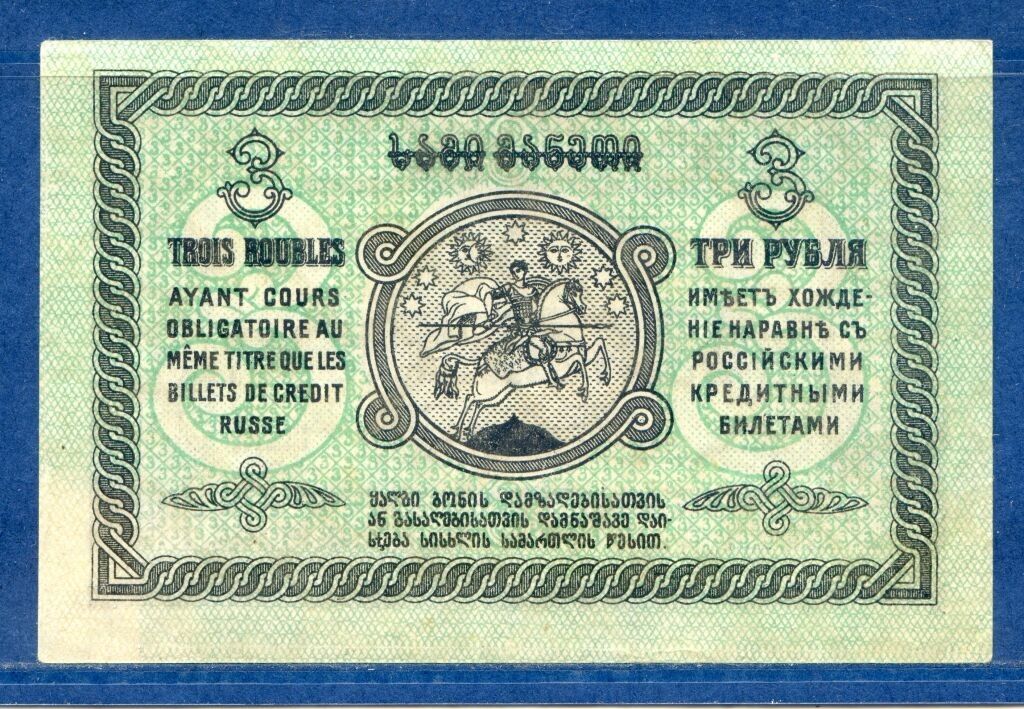 სამი მანეთი
3
TROIS ROUBLES
AYANT COURS
OBLIGATOIRE AU
MÊME TITRE QUE LES
BILLETS DE CREDIT
RUSSE
3
ТРИ РУБЛЯ
ИМѢЕТЪ ХОЖДЕ-
НІЕ НАРАВНѢ СЪ
РОССІЙСКИМИ
КРЕДИТНЫМИ
БИЛЕТАМИ
ყალბი ბონის დამზადებისათვის
ან გასაღებისათვის დამნაშავე დაი-
სჯება სისხლის სამართლის წესით.